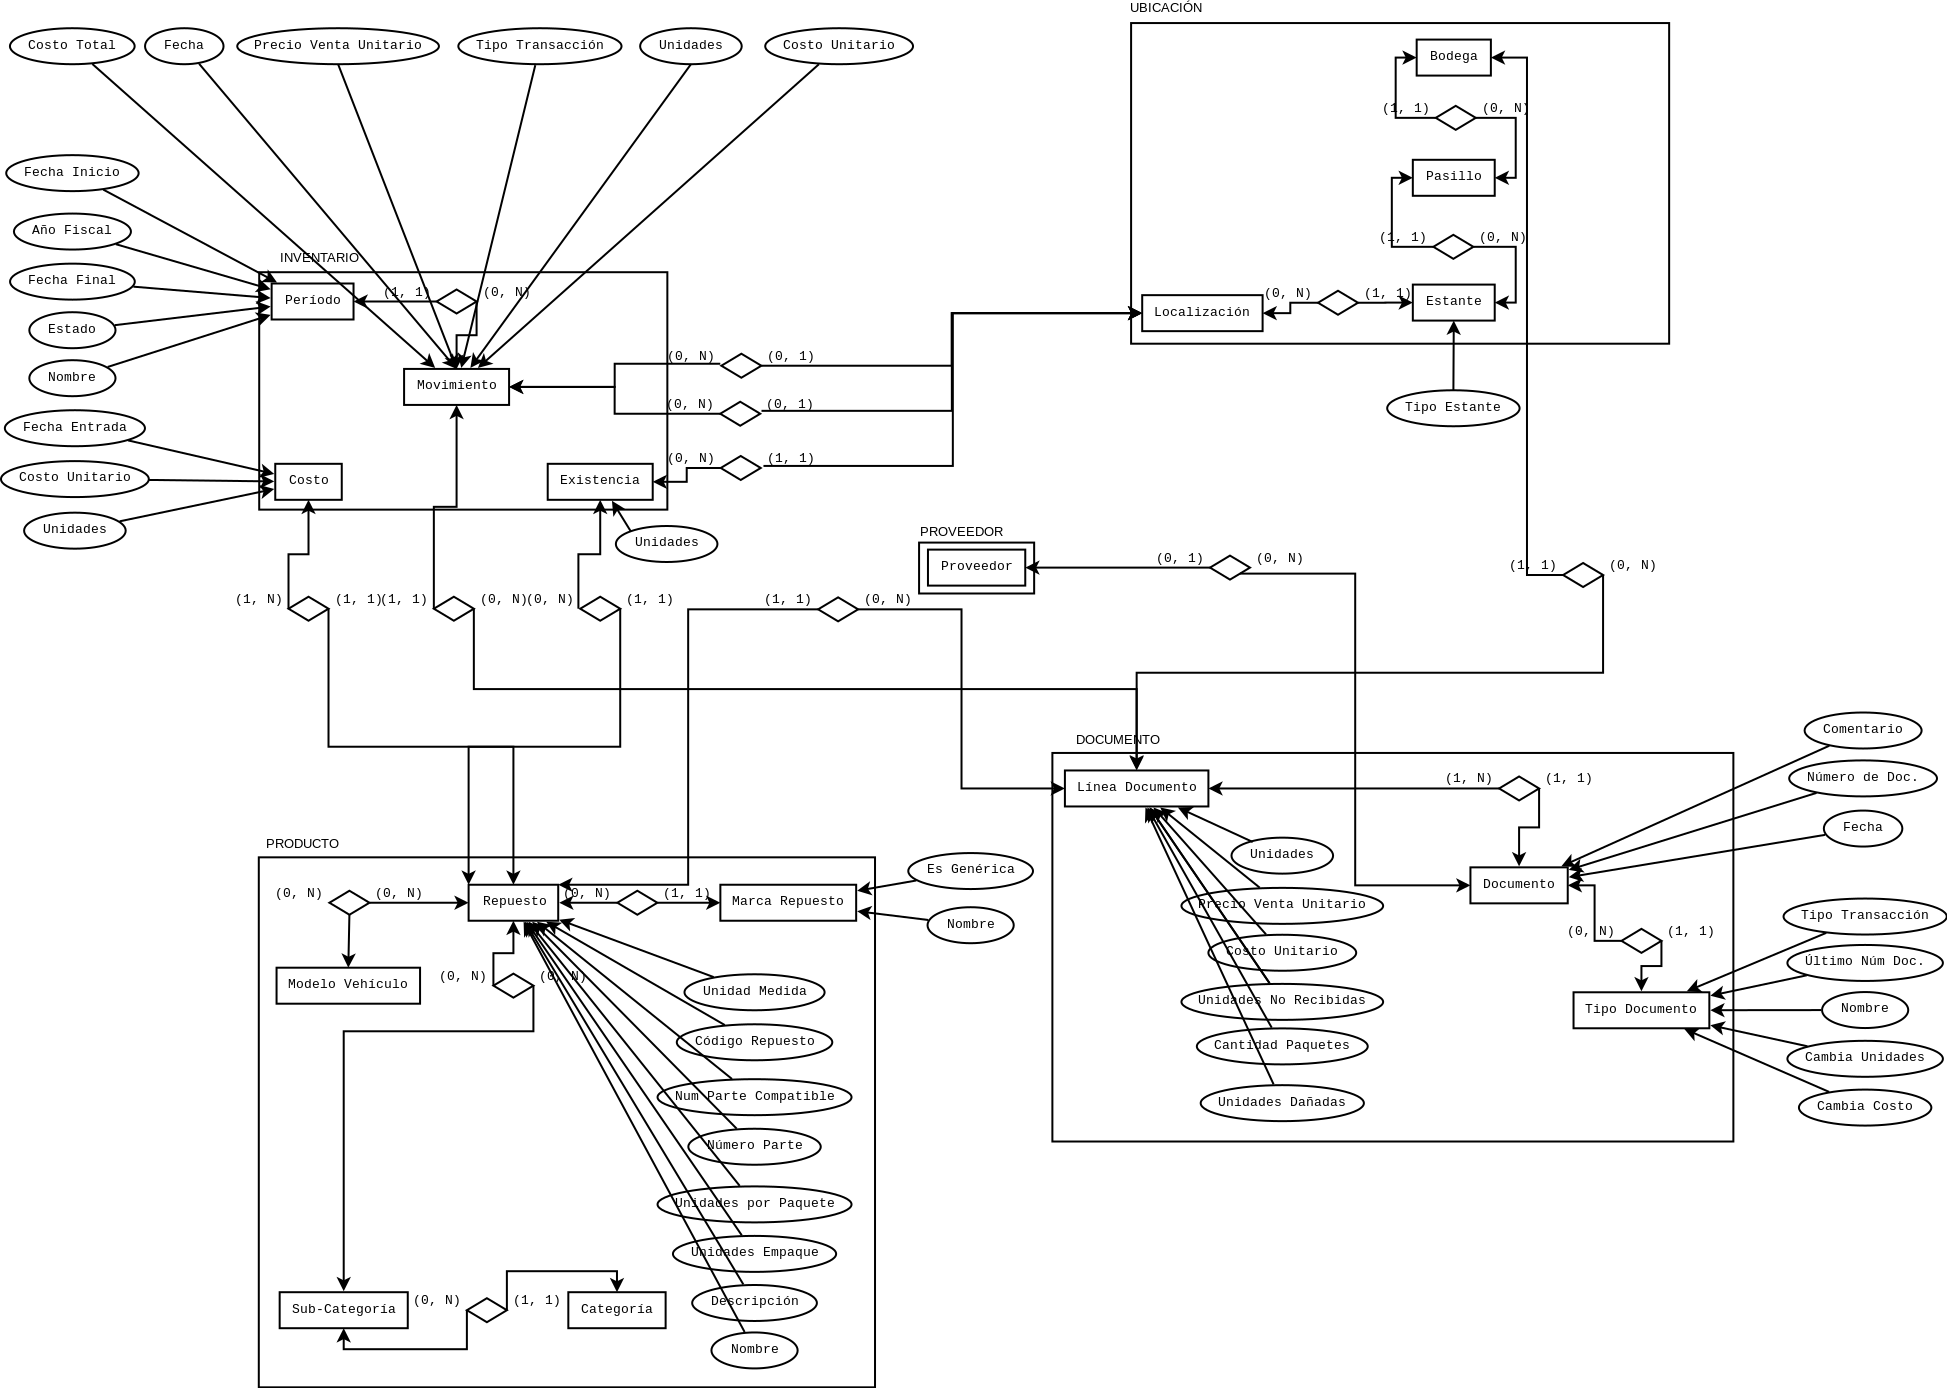 UBICACIÓN
Costo Total
Fecha
Precio Venta Unitario
Tipo Transacción
Unidades
Costo Unitario
Bodega
(1, 1)
(0, N)
Fecha Inicio
Pasillo
Año Fiscal
(1, 1)
(0, N)
INVENTARIO
Fecha Final
Período
(1, 1)
(0, N)
Localización
(0, N)
(1, 1)
Estante
Estado
(0, N)
(0, 1)
Nombre
Movimiento
(0, N)
(0, 1)
Tipo Estante
Fecha Entrada
(0, N)
(1, 1)
Costo Unitario
Costo
Existencia
Unidades
Unidades
PROVEEDOR
Proveedor
(0, 1)
(0, N)
(1, 1)
(0, N)
(1, N)
(1, 1)
(1, 1)
(0, N)
(0, N)
(1, 1)
(1, 1)
(0, N)
DOCUMENTO
Comentario
Línea Documento
(1, N)
(1, 1)
Número de Doc.
Fecha
PRODUCTO
Unidades
Es Genérica
(0, N)
(0, N)
Repuesto
(0, N)
(1, 1)
Marca Repuesto
Documento
Precio Venta Unitario
Nombre
Tipo Transacción
(0, N)
(1, 1)
Costo Unitario
Último Núm Doc.
Modelo Vehículo
(0, N)
(0, N)
Unidad Medida
Unidades No Recibidas
Tipo Documento
Nombre
Código Repuesto
Cantidad Paquetes
Cambia Unidades
Num Parte Compatible
Unidades Dañadas
Cambia Costo
Número Parte
Unidades por Paquete
Unidades Empaque
Sub-Categoría
(0, N)
(1, 1)
Categoría
Descripción
Nombre